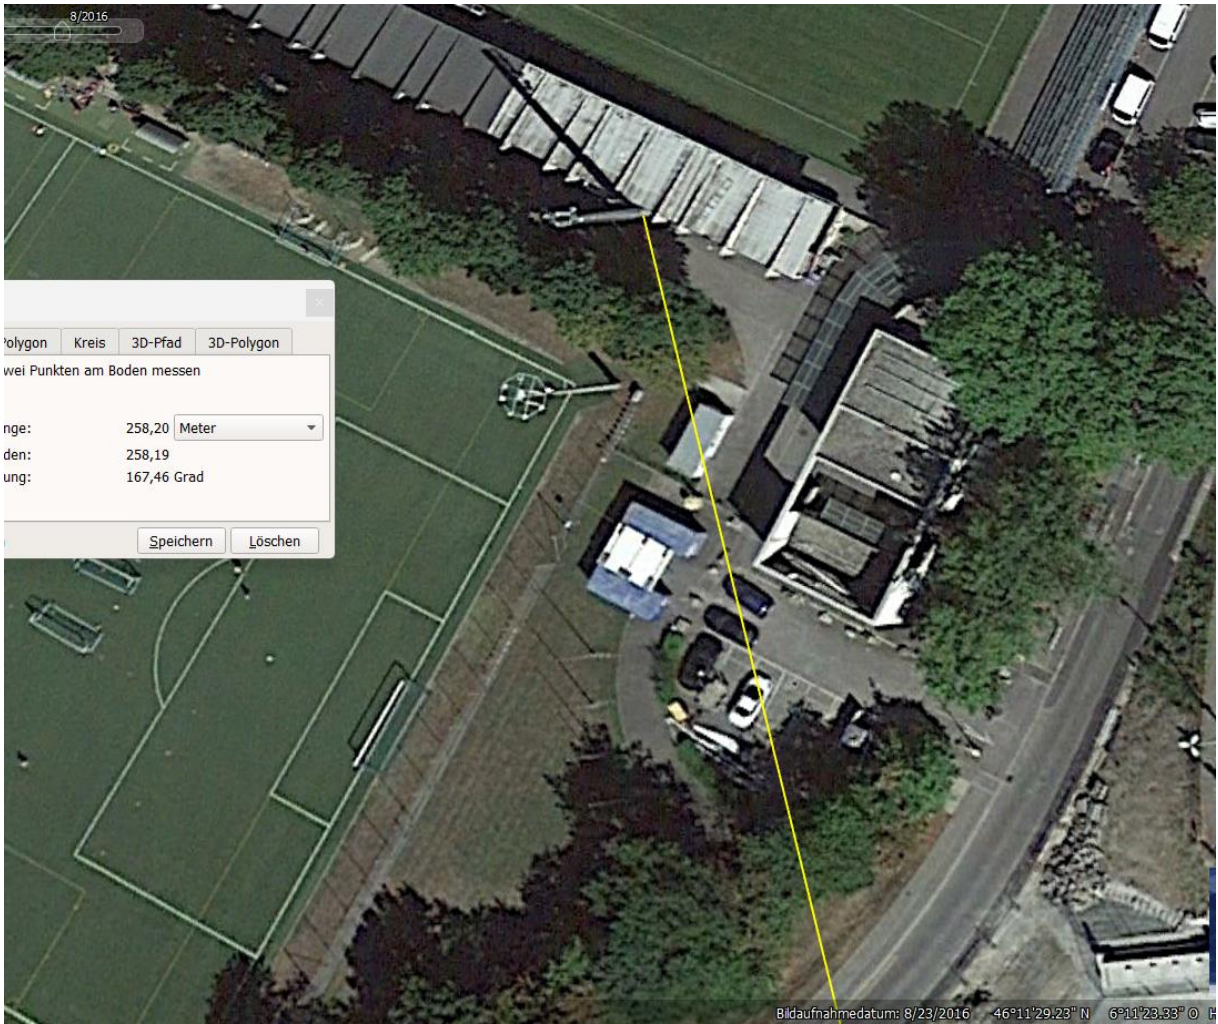 8/2016
Polygon Kreis 3D-Pfad 3D-Polygon
wei Punkten am Boden messen
nge: 258,20 Meter
den: 258,19
ung: 167,46 Grad
Speichern Löschen
Bildaufnahmedatum: 8/23/2016 46°11'29.23" N 6°11'23.33" O H